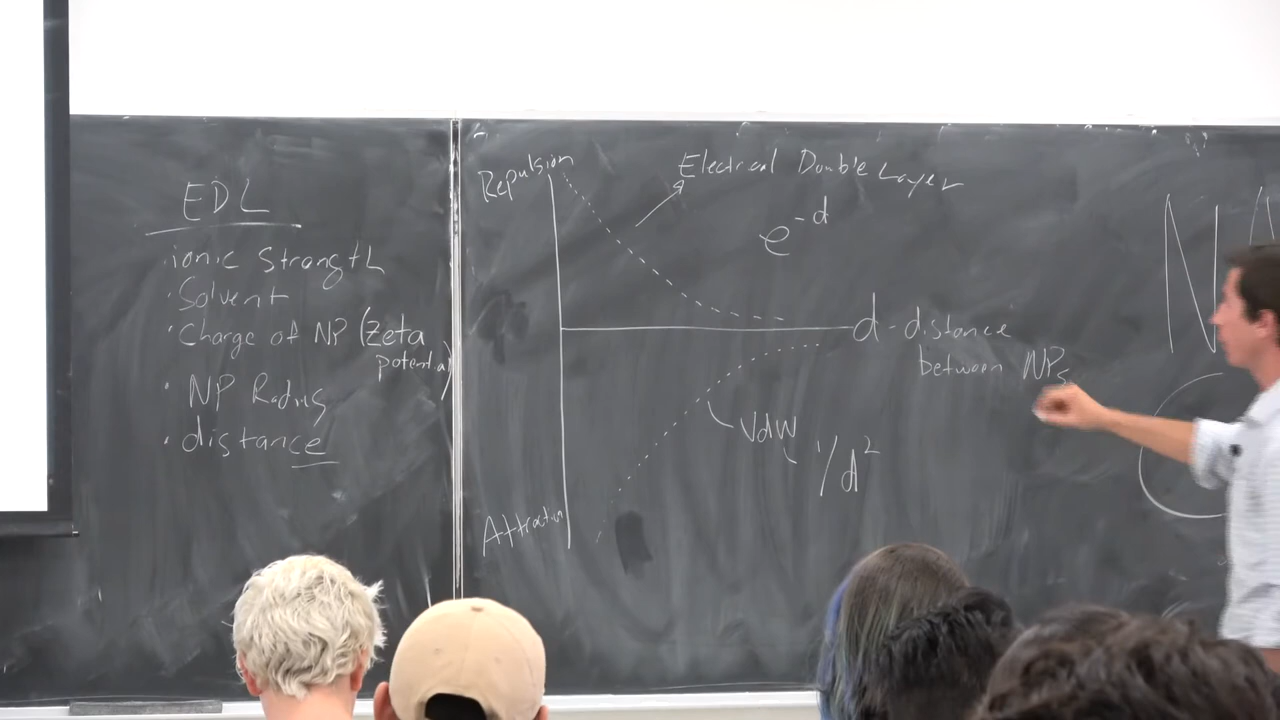 EDL
· ionic Strength
· Solvent
· Charge of NP (Zeta
potential)
· NP Radius
· distance
Repulsion
Electrical Double Layer
e^-d
d - distance
between NPs
VdW
1/d^2
Attraction
N